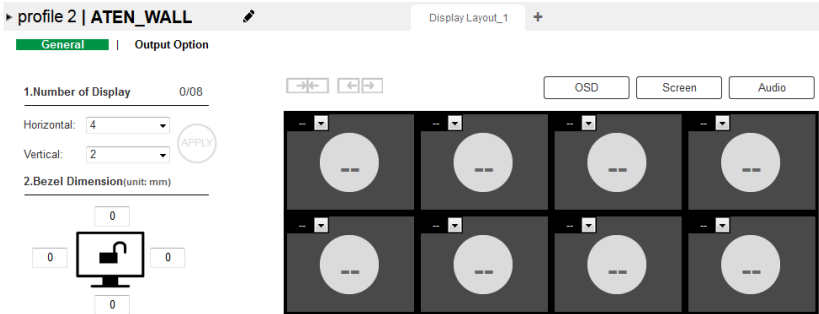 profile 2 | ATEN_WALL
Display Layout_1 +
General | Output Option
1.Number of Display 0/08
OSD Screen Audio
Horizontal: 4
APPLY
Vertical: 2
2.Bezel Dimension(unit: mm)
0
0 0
0
-- -- -- --
-- -- -- --
-- -- -- --
-- -- -- --